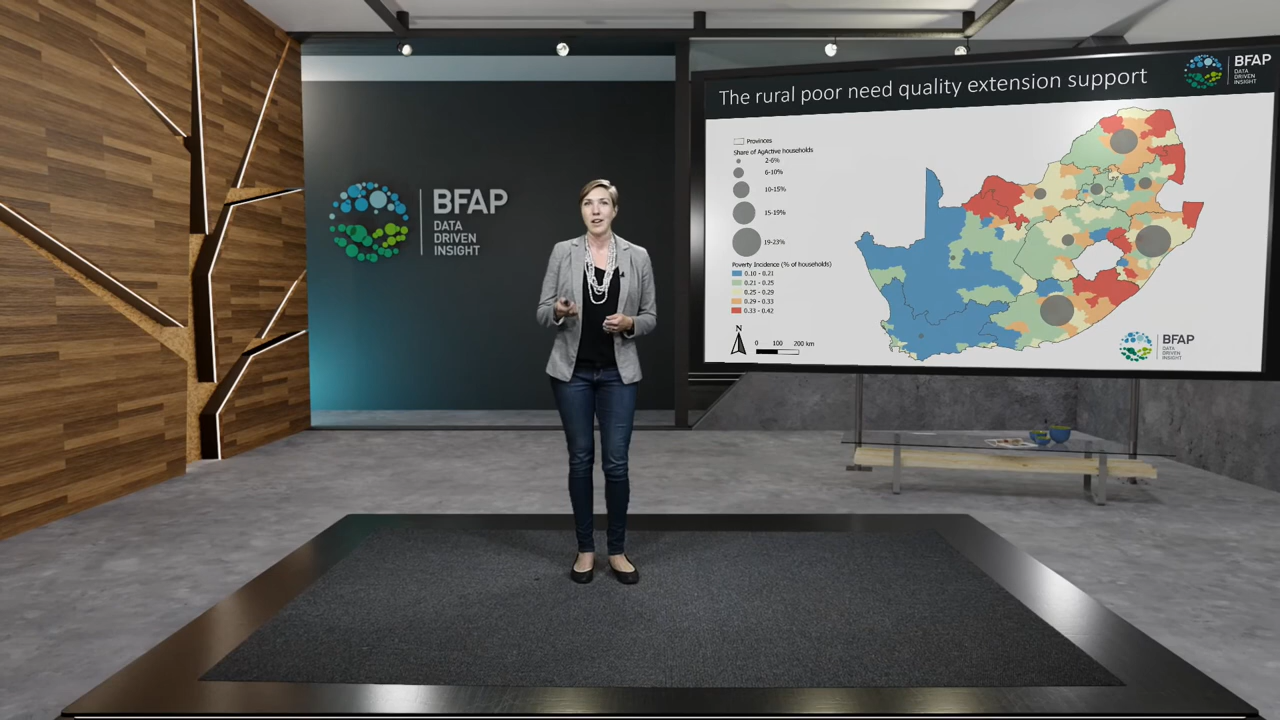 BFAP
DATA
DRIVEN
INSIGHT
The rural poor need quality extension support
BFAP
DATA
DRIVEN
INSIGHT
Provinces
Share of AgActive households
2-6%
6-10%
10-15%
15-19%
19-23%
Poverty Incidence (% of households)
0.10 - 0.21
0.21 - 0.25
0.25 - 0.29
0.29 - 0.33
0.33 - 0.42
N
0 100 200 km
BFAP
DATA
DRIVEN
INSIGHT